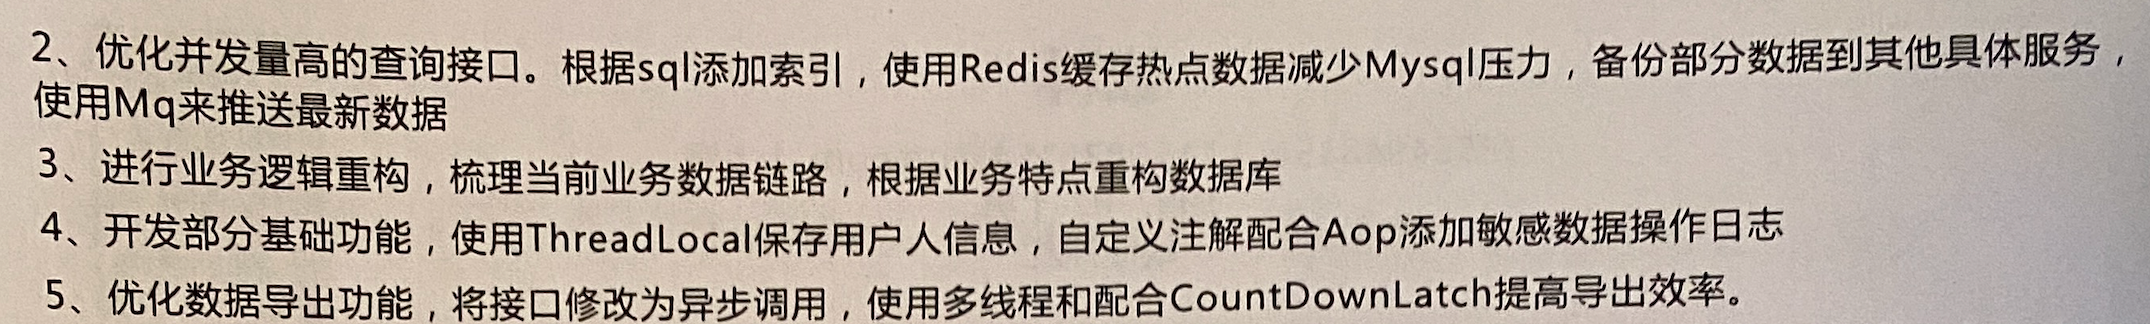 2、优化并发量高的查询接口。根据sql添加索引，使用Redis缓存热点数据减少Mysql压力，备份部分数据到其他具体服务，
使用Mq来推送最新数据
3、进行业务逻辑重构，梳理当前业务数据链路，根据业务特点重构数据库
4、开发部分基础功能，使用ThreadLocal保存用户人信息，自定义注解配合Aop添加敏感数据操作日志
5、优化数据导出功能，将接口修改为异步调用，使用多线程和配合CountDownLatch提高导出效率。